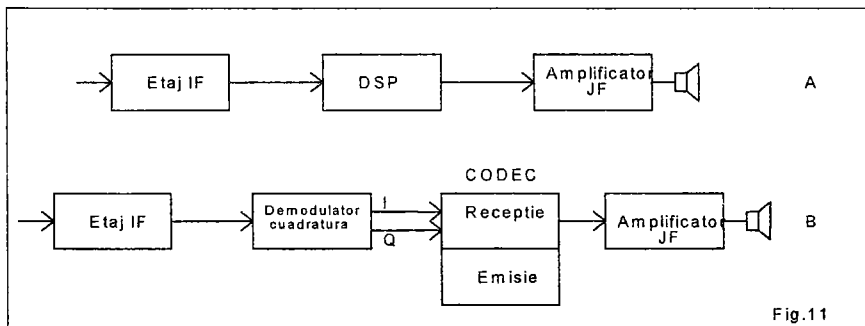 Etaj IF
DSP
Amplificator
JF
A
CODEC
Etaj IF
Demodulator
cuadratura
I
Q
Receptie
Emisie
Amplificator
JF
B
Fig.11